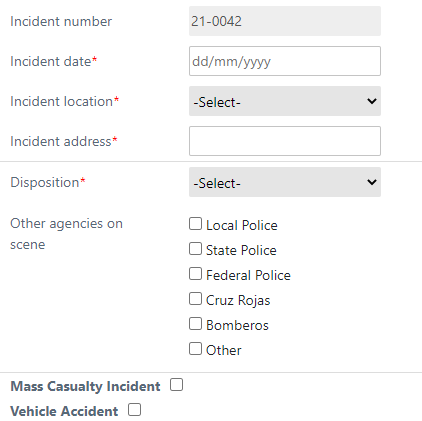 Incident number 21-0042
Incident date* dd/mm/yyyy
Incident location* -Select-
Incident address*
Disposition* -Select-
Other agencies on
scene
Local Police
State Police
Federal Police
Cruz Rojas
Bomberos
Other
Mass Casualty Incident
Vehicle Accident